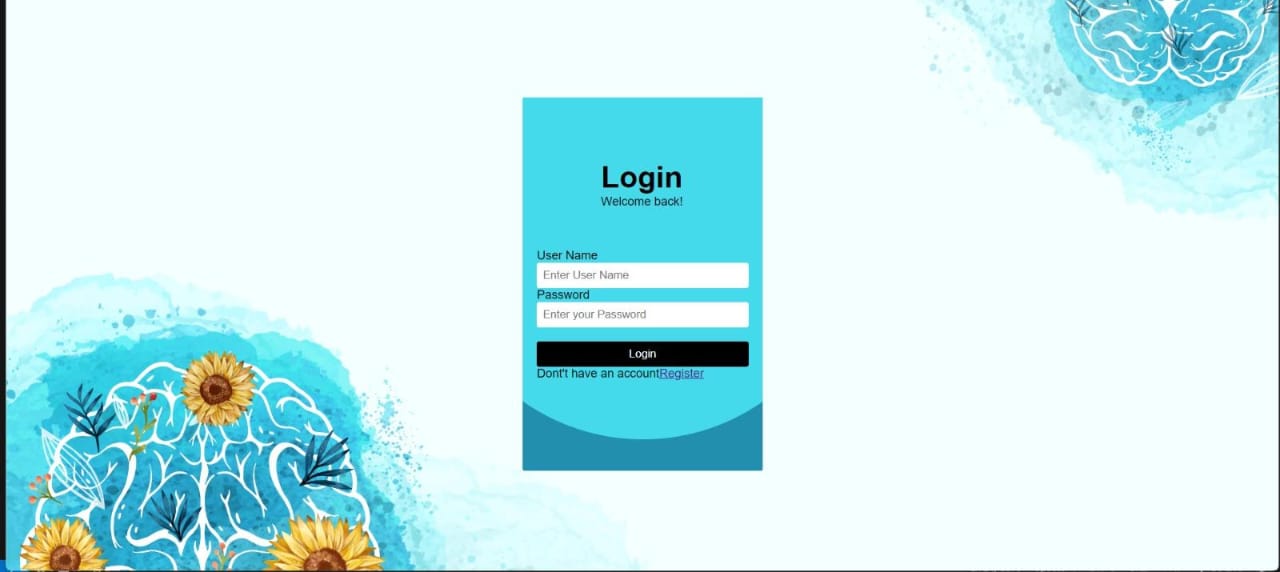 Login
Welcome back!
User Name
Enter User Name
Password
Enter your Password
Login
Dont't have an accountRegister